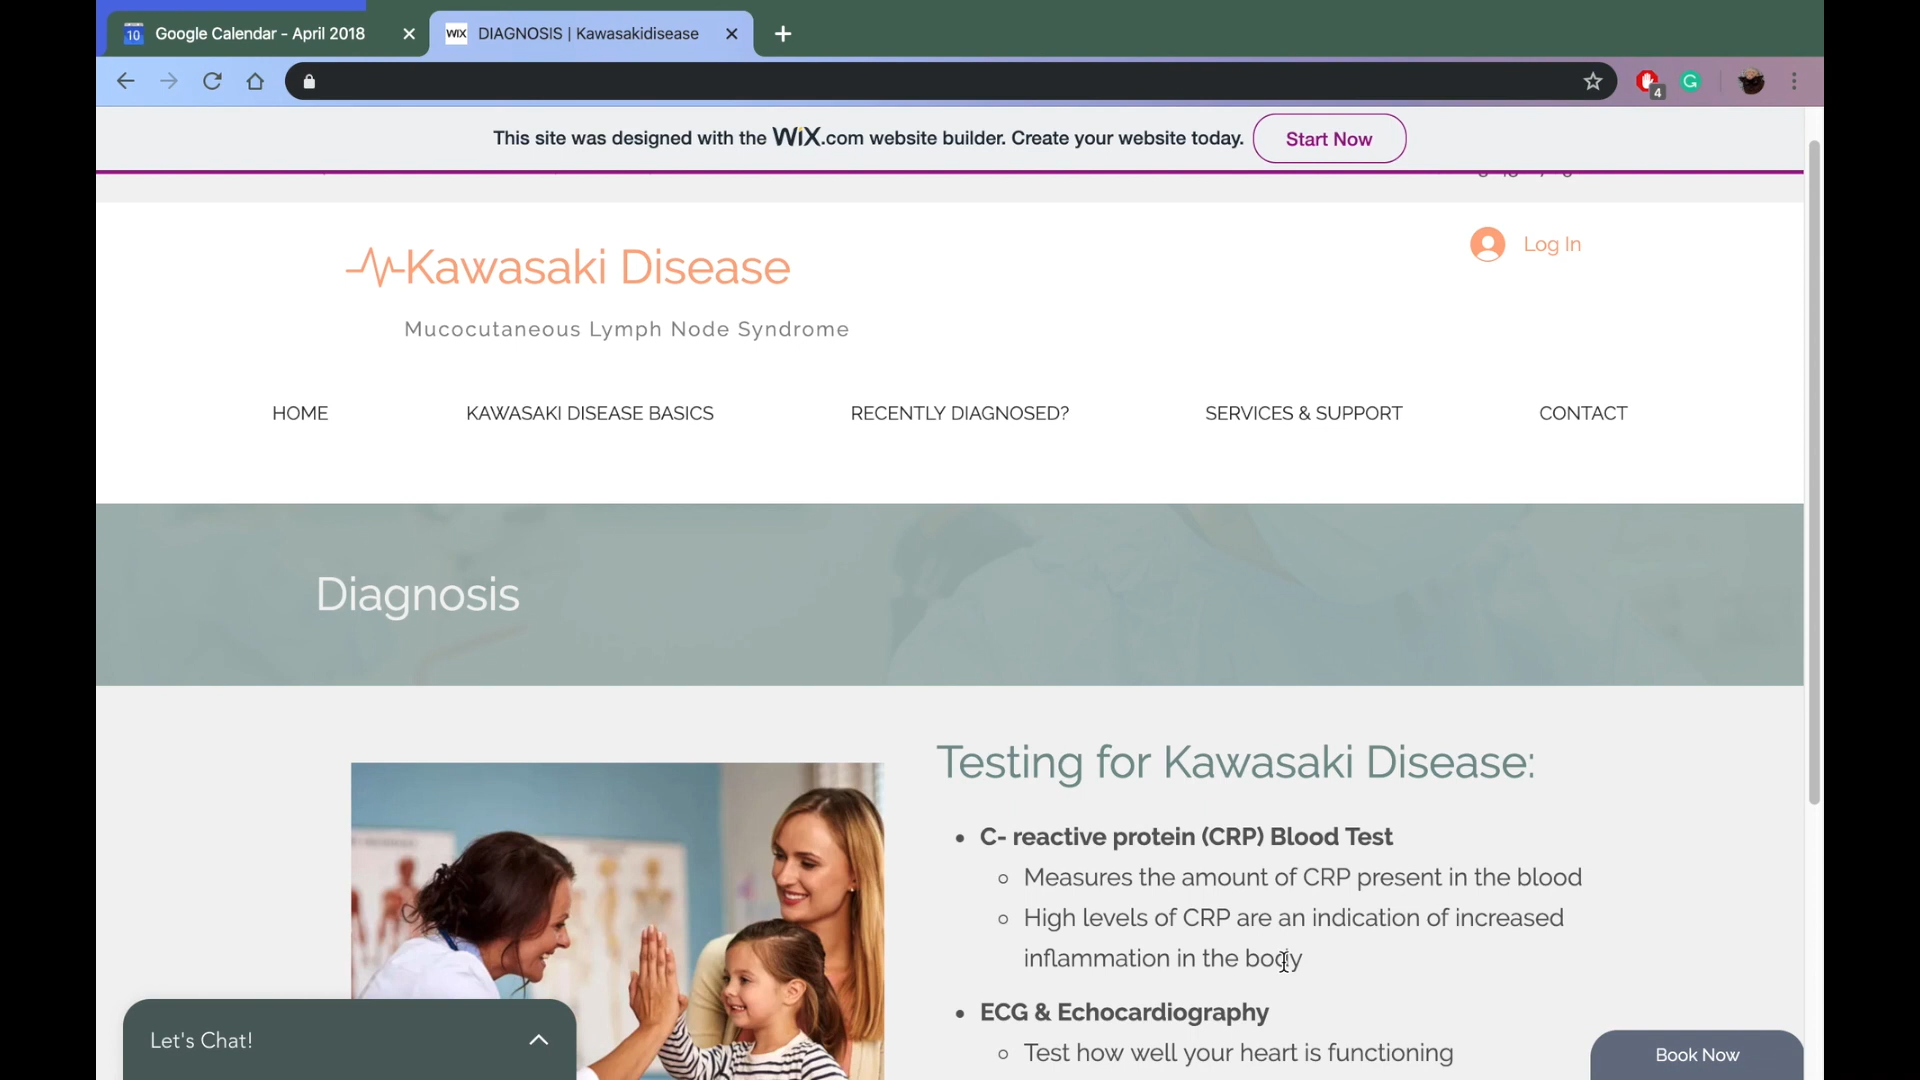 Google Calendar - April 2018
WiX DIAGNOSIS | Kawasakidisease
4
This site was designed with the WiX.com website builder. Create your website today. Start Now
Kawasaki Disease
Log In
Mucocutaneous Lymph Node Syndrome
HOME KAWASAKI DISEASE BASICS RECENTLY DIAGNOSED? SERVICES & SUPPORT CONTACT
Diagnosis
Testing for Kawasaki Disease:
• C- reactive protein (CRP) Blood Test
○ Measures the amount of CRP present in the blood
○ High levels of CRP are an indication of increased
inflammation in the body
• ECG & Echocardiography
○ Test how well your heart is functioning
Let's Chat!
Book Now
10
G